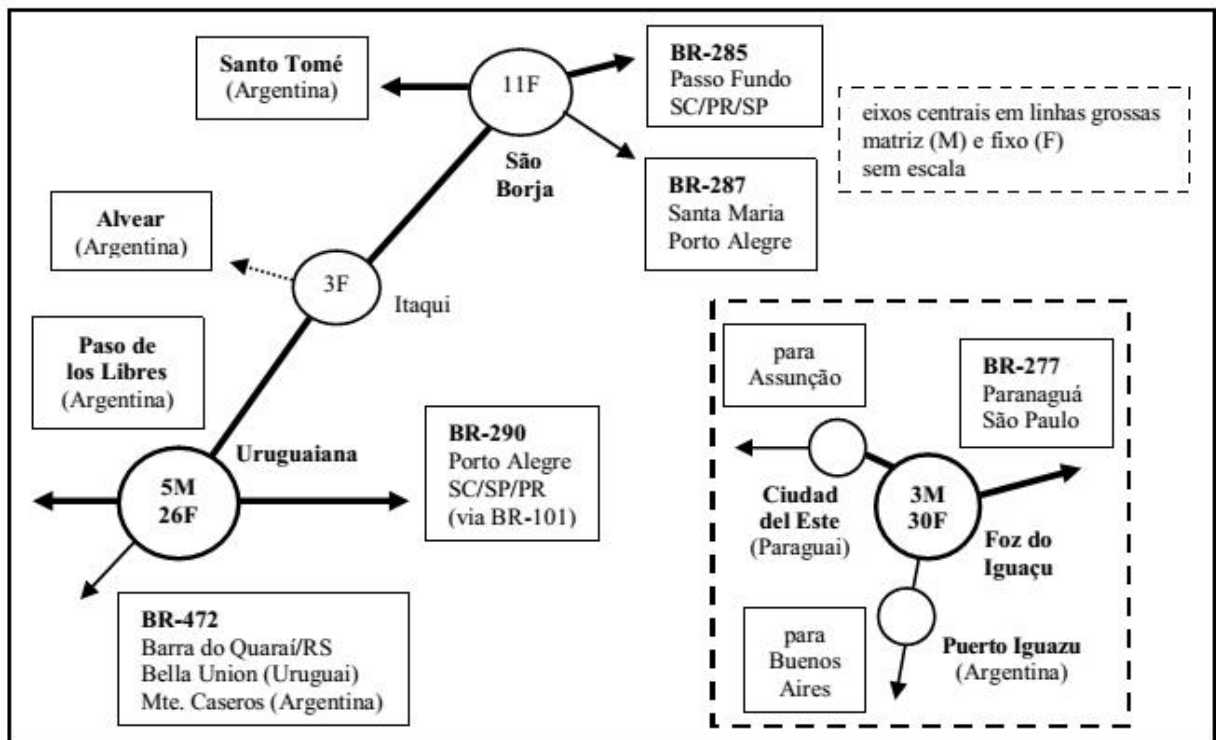 Santo Tomé
(Argentina)
11F
São
Borja
BR-285
Passo Fundo
SC/PR/SP
BR-287
Santa Maria
Porto Alegre
eixos centrais em linhas grossas
matriz (M) e fixo (F)
sem escala
Alvear
(Argentina)
3F
Itaqui
Paso de
los Libres
(Argentina)
Uruguaiana
5M
26F
BR-290
Porto Alegre
SC/SP/PR
(via BR-101)
BR-472
Barra do Quaraí/RS
Bella Union (Uruguai)
Mte. Caseros (Argentina)
para
Assunção
BR-277
Paranaguá
São Paulo
Ciudad
del Este
(Paraguai)
3M
30F
Foz do
Iguaçu
para
Buenos
Aires
Puerto Iguazu
(Argentina)